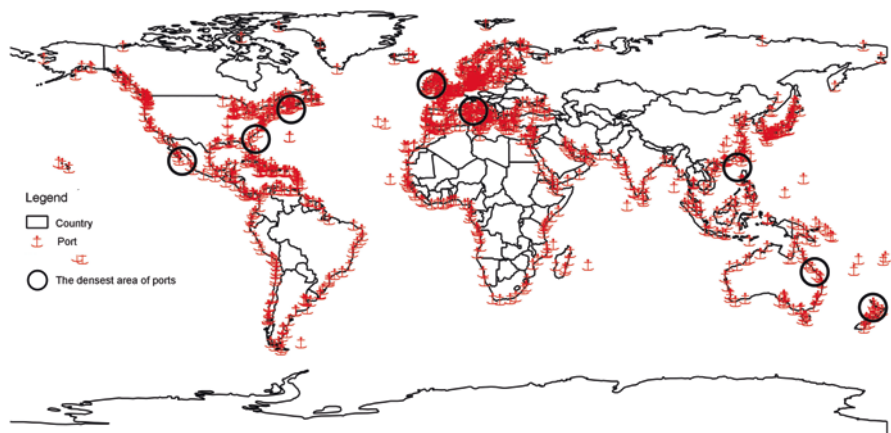 Legend
Country
Port
The densest area of ports